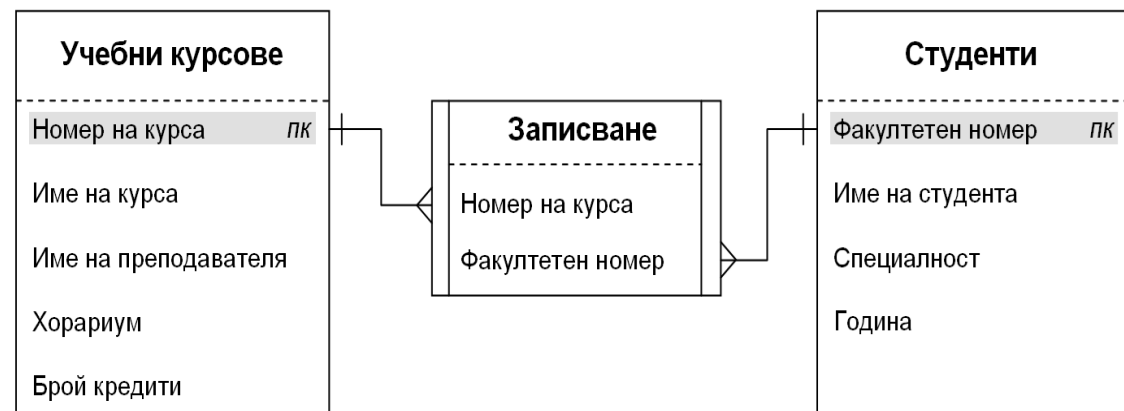 Учебни курсове
Номер на курса пк
Име на курса
Име на преподавателя
Хорариум
Брой кредити
Записване
Номер на курса
Факултетен номер
Студенти
Факултетен номер пк
Име на студента
Специалност
Година